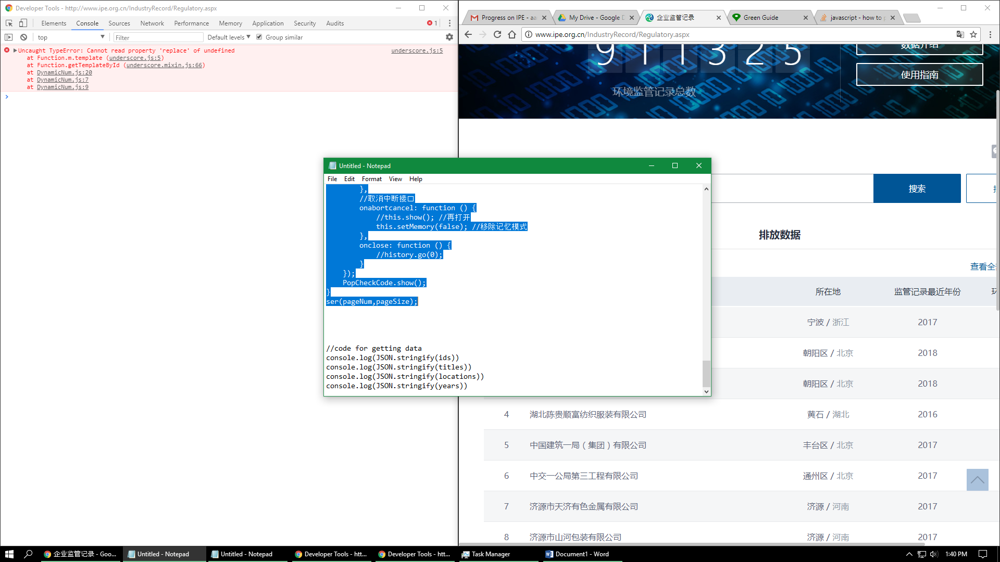 Developer Tools - http://www.ipe.org.cn/IndustryRecord/Regulatory.aspx
Elements Console Sources Network Performance Memory Application Security Audits 1
top Filter Default levels Group similar
Uncaught TypeError: Cannot read property 'replace' of undefined underscore.js:5
at Function.m.template (underscore.js:5)
at Function.getTemplateById (underscore.mixin.js:66)
at DynamicNum.js:20
at DynamicNum.js:7
at DynamicNum.js:9
Progress on IPE - aa
My Drive - Google D
企业监管记录
Green Guide
javascript - how to p
www.ipe.org.cn/IndustryRecord/Regulatory.aspx
911325
数据介绍
使用指南
环境监管记录总数
Untitled - Notepad
File Edit Format View Help
},
//取消中断接口
onabortcancel: function () {
//this.show(); //再打开
this.setMemory(false); //移除记忆模式
},
onclose: function () {
//history.go(0);
}
});
PopCheckCode.show();
}
ser(pageNum,pageSize);
//code for getting data
console.log(JSON.stringify(ids))
console.log(JSON.stringify(titles))
console.log(JSON.stringify(locations))
console.log(JSON.stringify(years))
搜索
排放数据
查看全
所在地 监管记录最近年份 环
宁波 / 浙江 2017
朝阳区 / 北京 2018
朝阳区 / 北京 2018
4 湖北陈贵顺富纺织服装有限公司 黄石 / 湖北 2016
5 中国建筑一局（集团）有限公司 丰台区 / 北京 2017
6 中交一公局第三工程有限公司 通州区 / 北京 2017
7 济源市天济有色金属有限公司 济源 / 河南 2017
8 济源市山河包装有限公司 济源 / 河南 2017
企业监管记录 - Goo...
Untitled - Notepad
Untitled - Notepad
Developer Tools - htt...
Developer Tools - htt...
Task Manager
Document1 - Word
1:40 PM